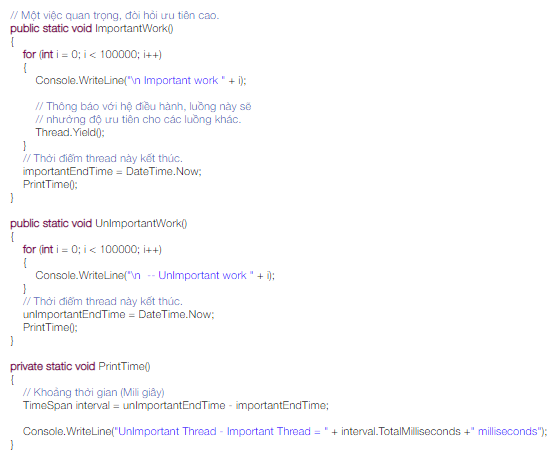 // Một việc quan trọng, đòi hỏi ưu tiên cao.
public static void ImportantWork()
{
for (int i = 0; i < 100000; i++)
{
Console.WriteLine("\n Important work " + i);
// Thông báo với hệ điều hành, luồng này sẽ
// nhường độ ưu tiên cho các luồng khác.
Thread.Yield();
}
// Thời điểm thread này kết thúc.
importantEndTime = DateTime.Now;
PrintTime();
}
public static void UnImportantWork()
{
for (int i = 0; i < 100000; i++)
{
Console.WriteLine("\n  -- UnImportant work " + i);
}
// Thời điểm thread này kết thúc.
unImportantEndTime = DateTime.Now;
PrintTime();
}
private static void PrintTime()
{
// Khoảng thời gian (Mili giây)
TimeSpan interval = unImportantEndTime - importantEndTime;
Console.WriteLine("UnImportant Thread - Important Thread = " + interval.TotalMilliseconds +" milliseconds");
}